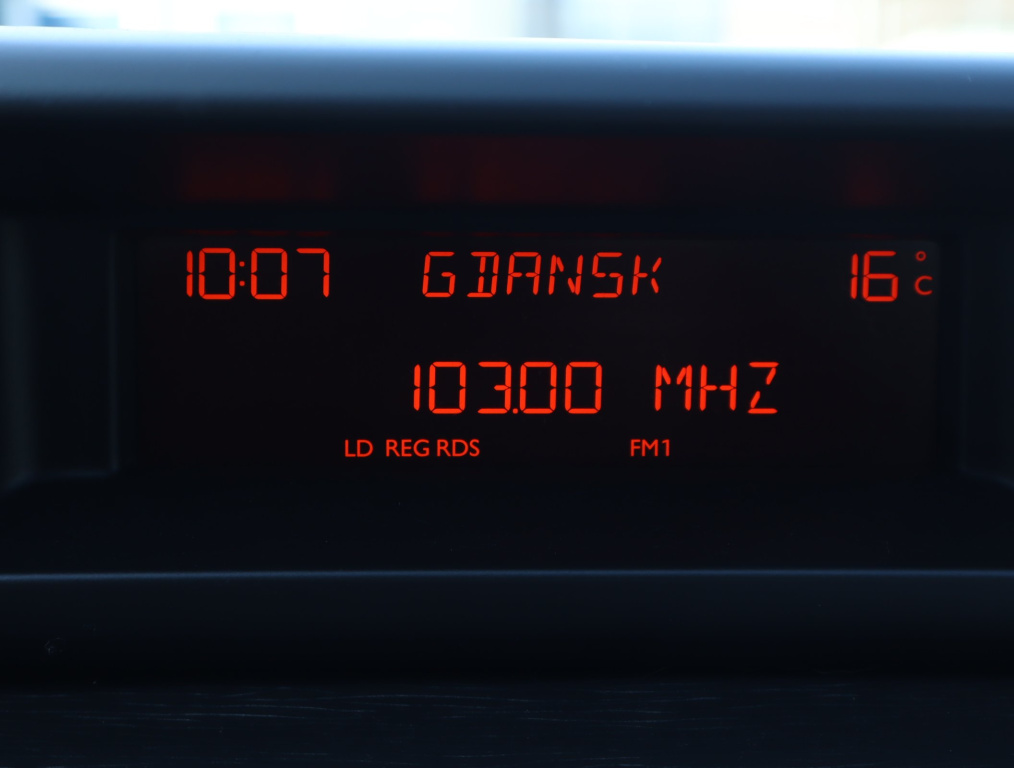 10:07 GDANSK 16°C
103.00 MHZ
LD REG RDS FM1